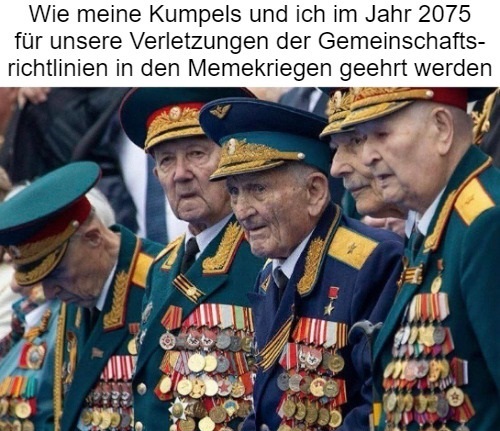 Wie meine Kumpels und ich im Jahr 2075
für unsere Verletzungen der Gemeinschafts-
richtlinien in den Memekriegen geehrt werden